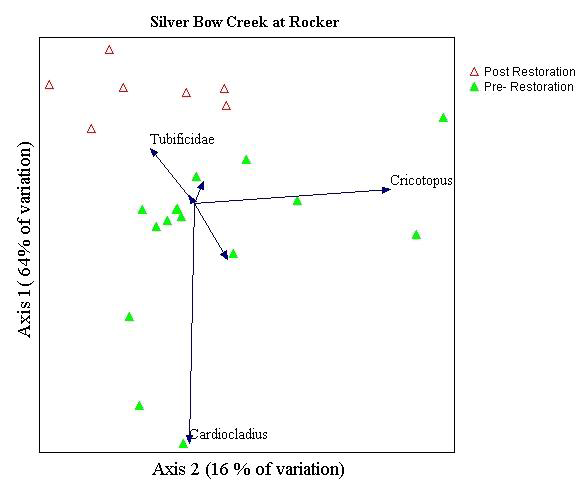 Silver Bow Creek at Rocker
Post Restoration
Pre- Restoration
Tubificidae
Cricotopus
Cardiocladius
Axis 1( 64% of variation)
Axis 2 (16 % of variation)